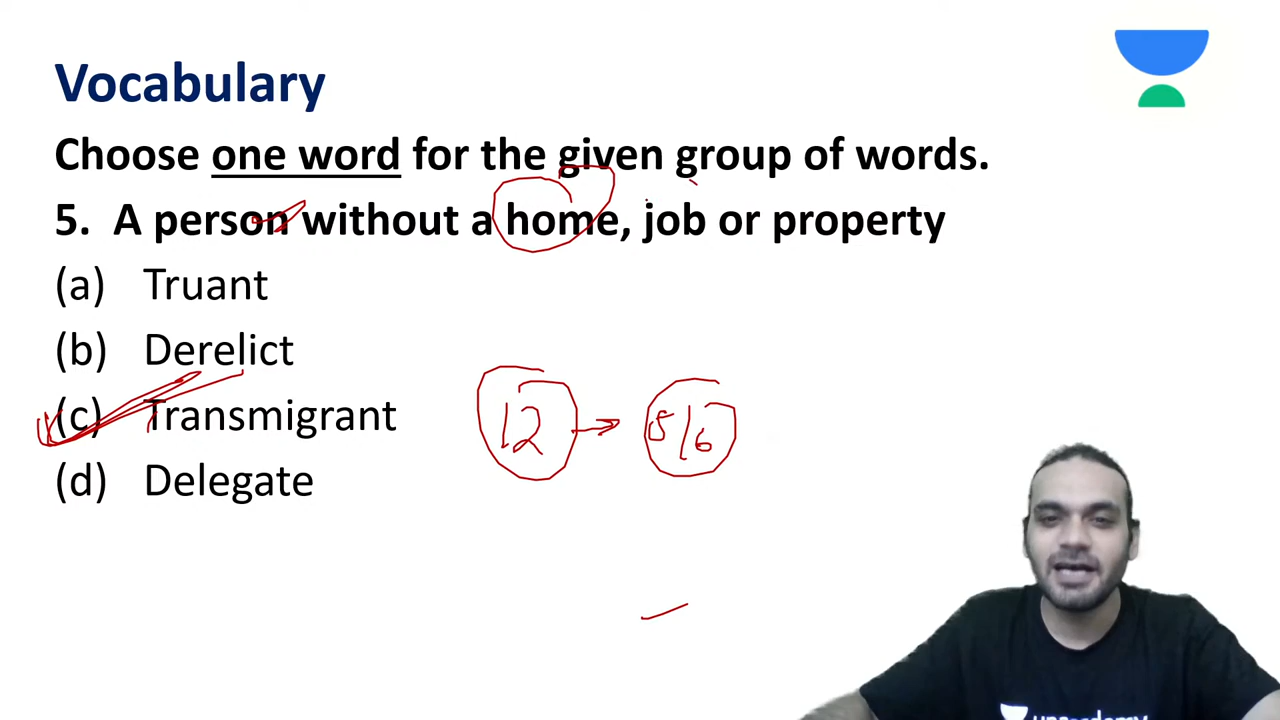 Vocabulary
Choose one word for the given group of words.
5. A person without a home, job or property
(a) Truant
(b) Derelict
(c) Transmigrant
(d) Delegate
12 → 5/6